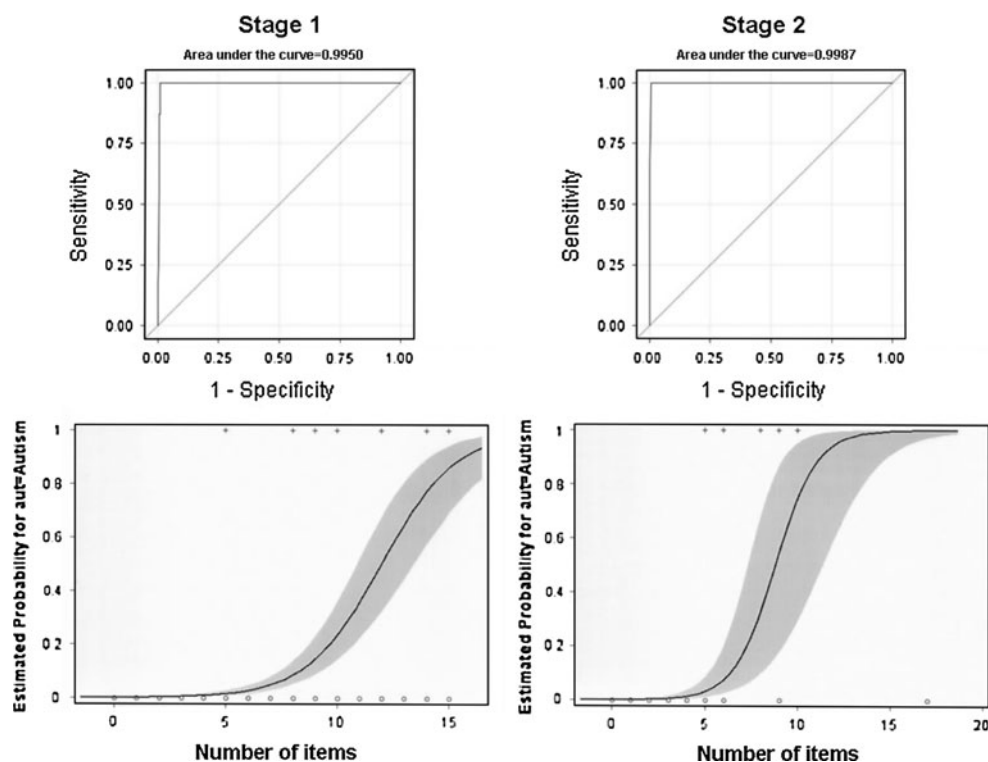 Stage 1
Area under the curve=0.9950
1.00
0.75
0.50
0.25
0.00
Sensitivity
0.00 0.25 0.50 0.75 1.00
1 - Specificity
Stage 2
Area under the curve=0.9987
1.00
0.75
0.50
0.25
0.00
Sensitivity
0.00 0.25 0.50 0.75 1.00
1 - Specificity
Estimated Probability for aut=Autism
1
0.8
0.6
0.4
0.2
0
0 5 10 15
Number of items
Estimated Probability for aut=Autism
1
0.8
0.6
0.4
0.2
0
0 5 10 15 20
Number of items